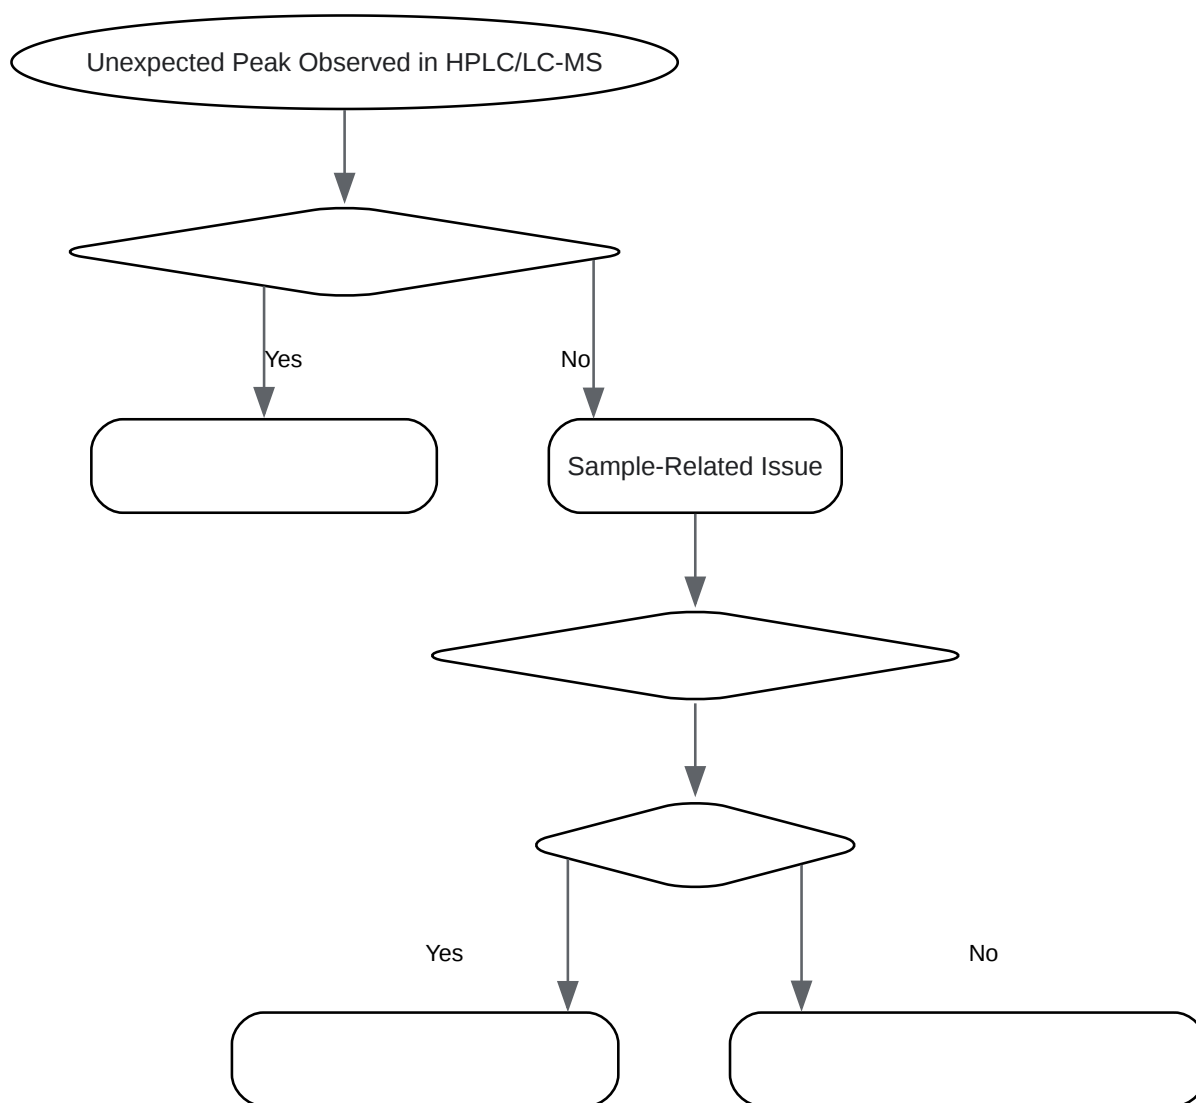 Unexpected Peak Observed in HPLC/LC-MS
Yes
No
Sample-Related Issue
Yes
No